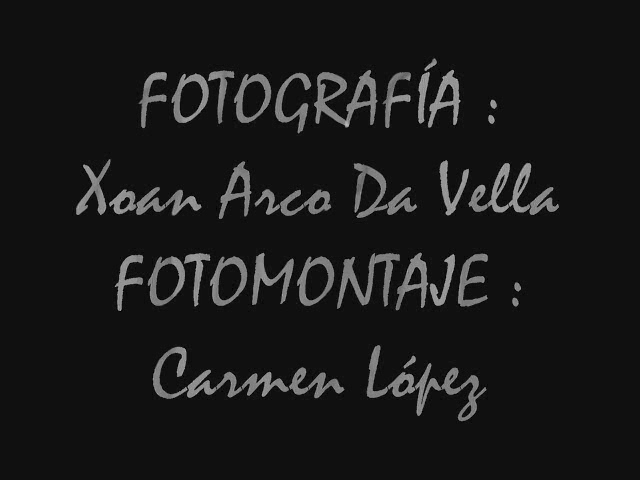 FOTOGRAFÍA :
Xoan Arco Da Vella
FOTOMONTAJE :
Carmen López